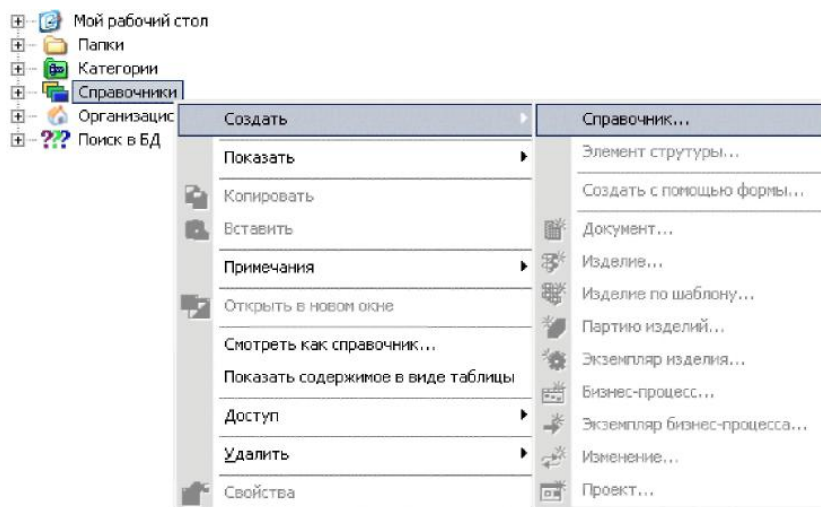 Мой рабочий стол
Папки
Категории
Справочники
Организацис
??? Поиск в БД
Создать
Показать
Копировать
Вставить
Примечания
Открыть в новом окне
Смотреть как справочник...
Показать содержимое в виде таблицы
Доступ
Удалить
Свойства
Справочник...
Элемент струтуры...
Создать с помощью формы...
Документ...
Изделие...
Изделие по шаблону...
Партию изделий...
Экземпляр изделия...
Бизнес-процесс...
Экземпляр бизнес-процесса...
Изменение...
Проект...